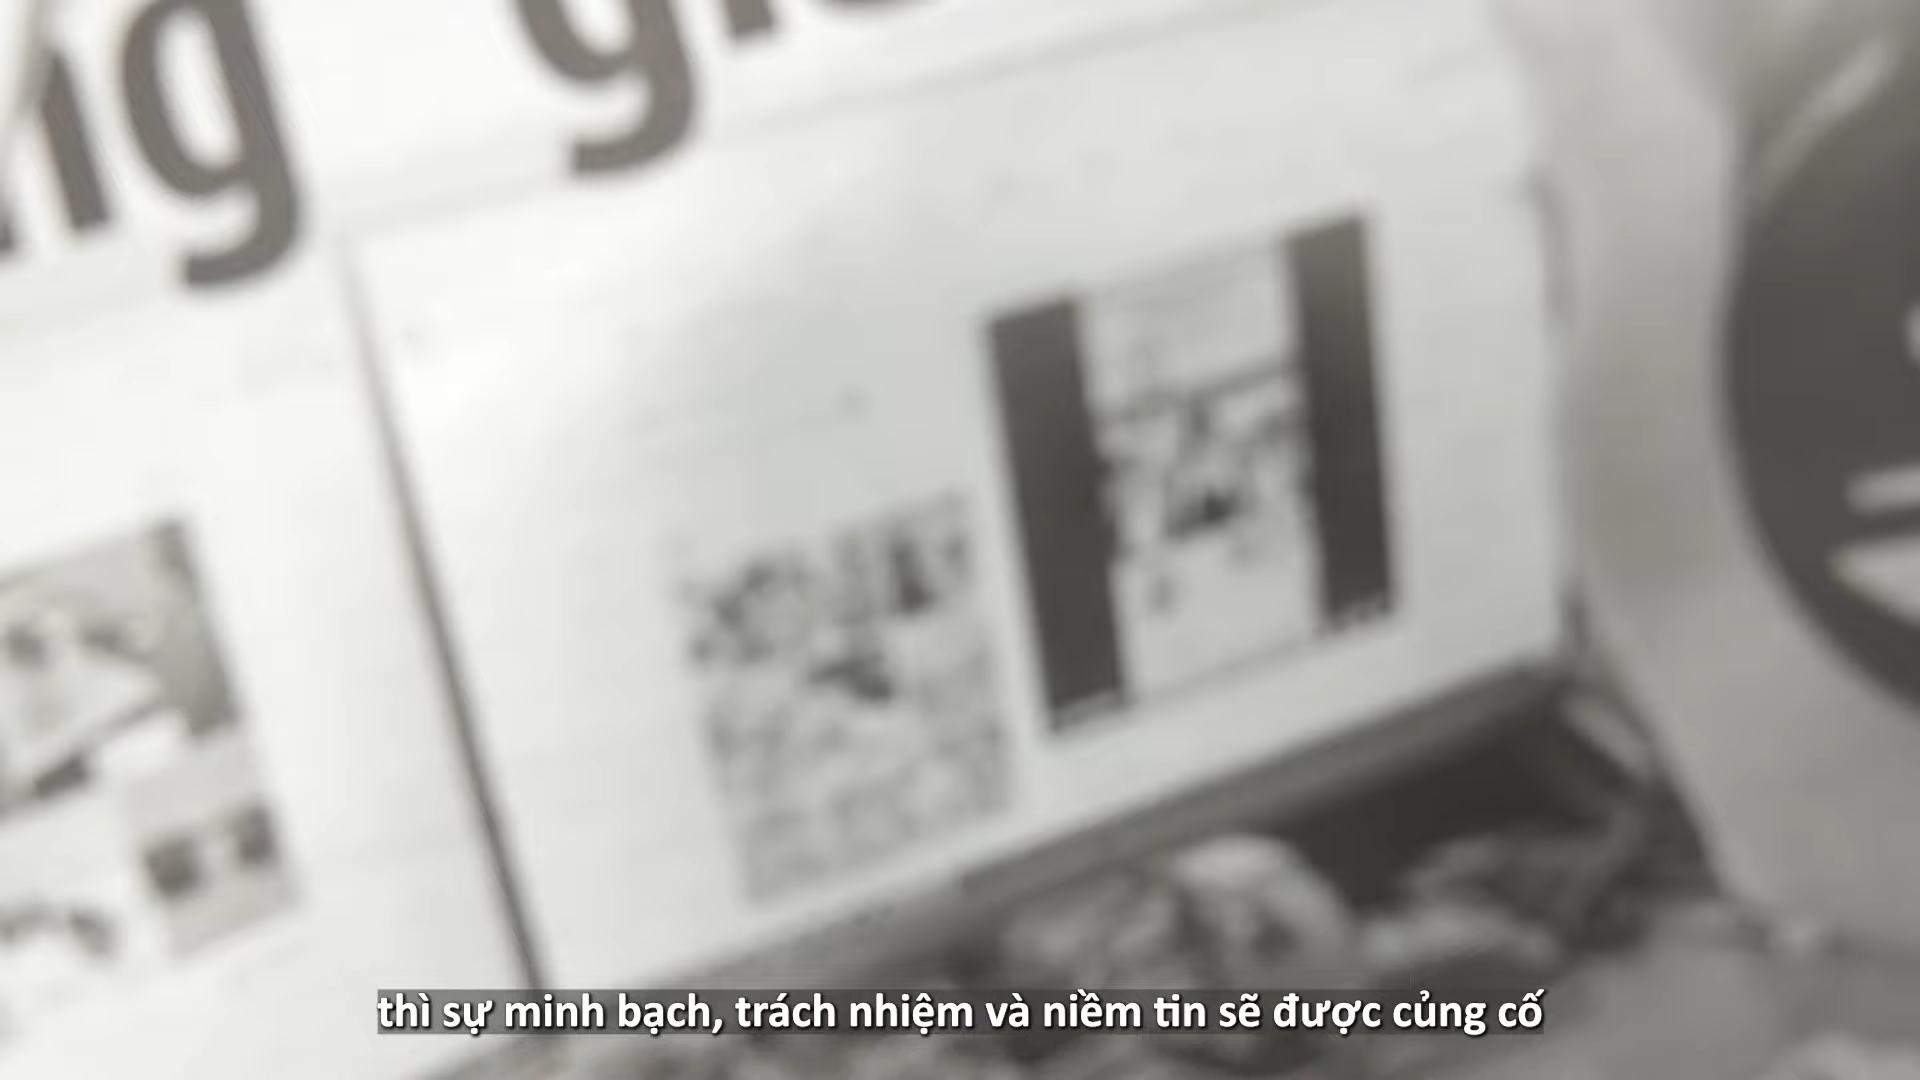 thì sự minh bạch, trách nhiệm và niềm tin sẽ được củng cố